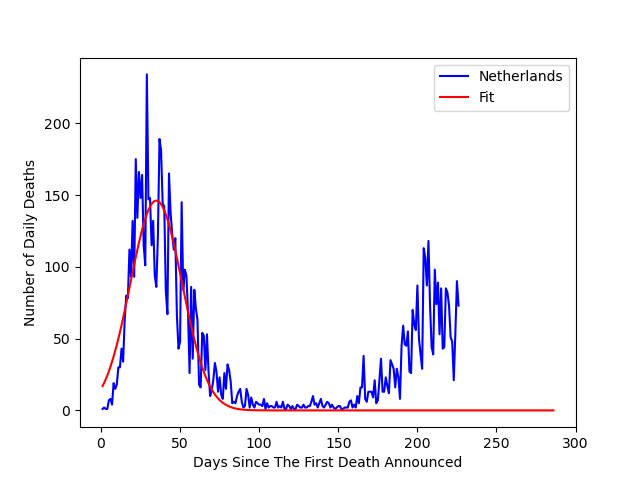 Netherlands
Fit
Number of Daily Deaths
200
150
100
50
0
0 50 100 150 200 250 300
Days Since The First Death Announced